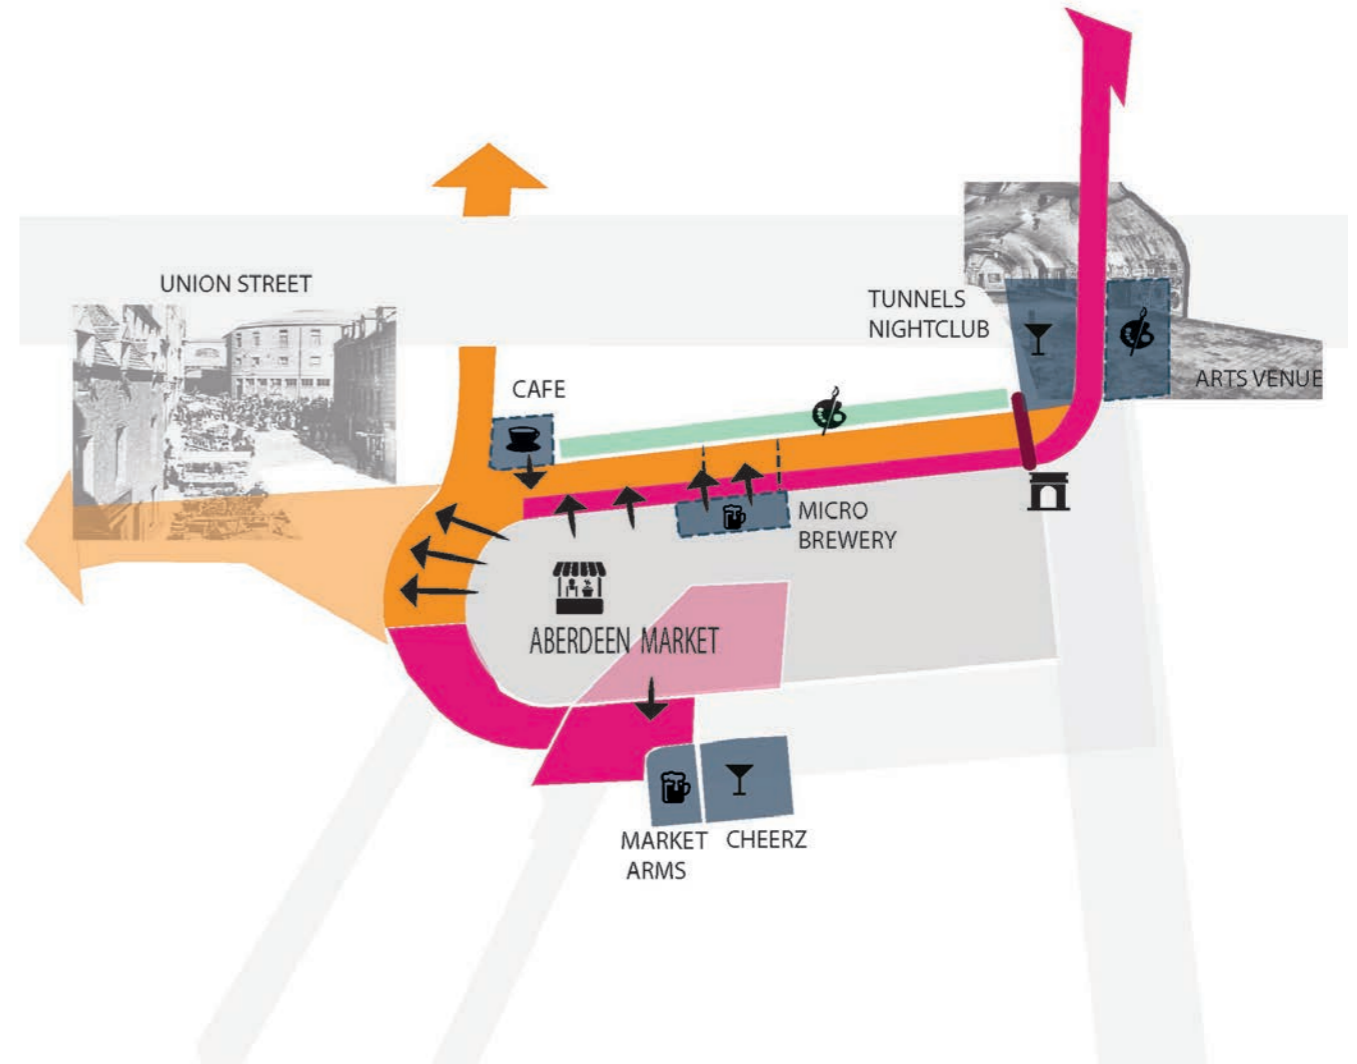 UNION STREET
TUNNELS
NIGHTCLUB
CAFE
ARTS VENUE
MICRO
BREWERY
ABERDEEN MARKET
MARKET
ARMS
CHEERZ